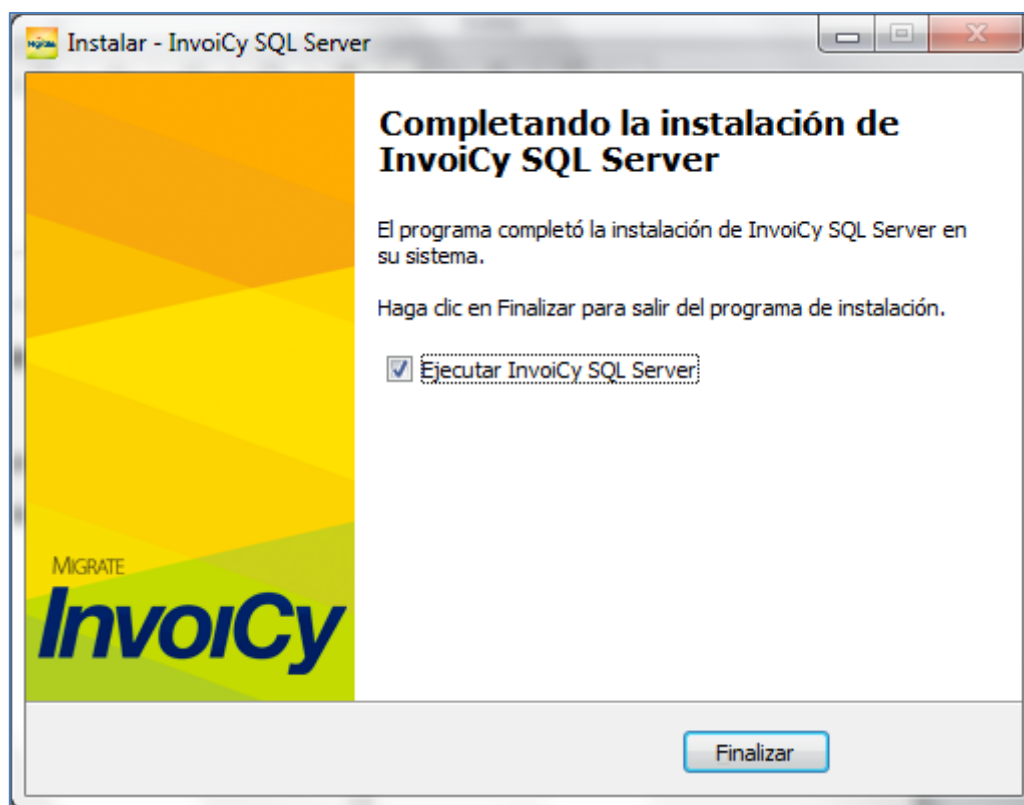 Instalar - InvoiCy SQL Server
Completando la instalación de
InvoiCy SQL Server
El programa completó la instalación de InvoiCy SQL Server en
su sistema.
Haga clic en Finalizar para salir del programa de instalación.
Ejecutar InvoiCy SQL Server
MIGRATE
InvoiCy
Finalizar